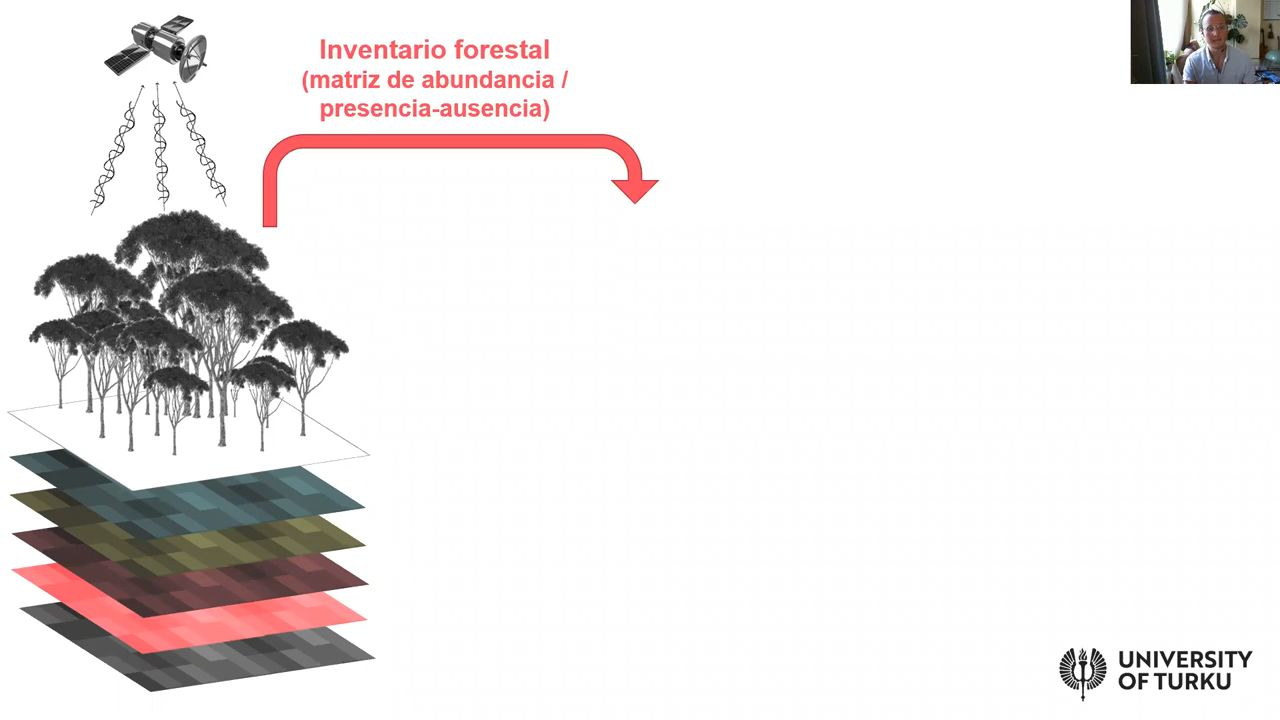 Inventario forestal
(matriz de abundancia /
presencia-ausencia)
UNIVERSITY
OF TURKU